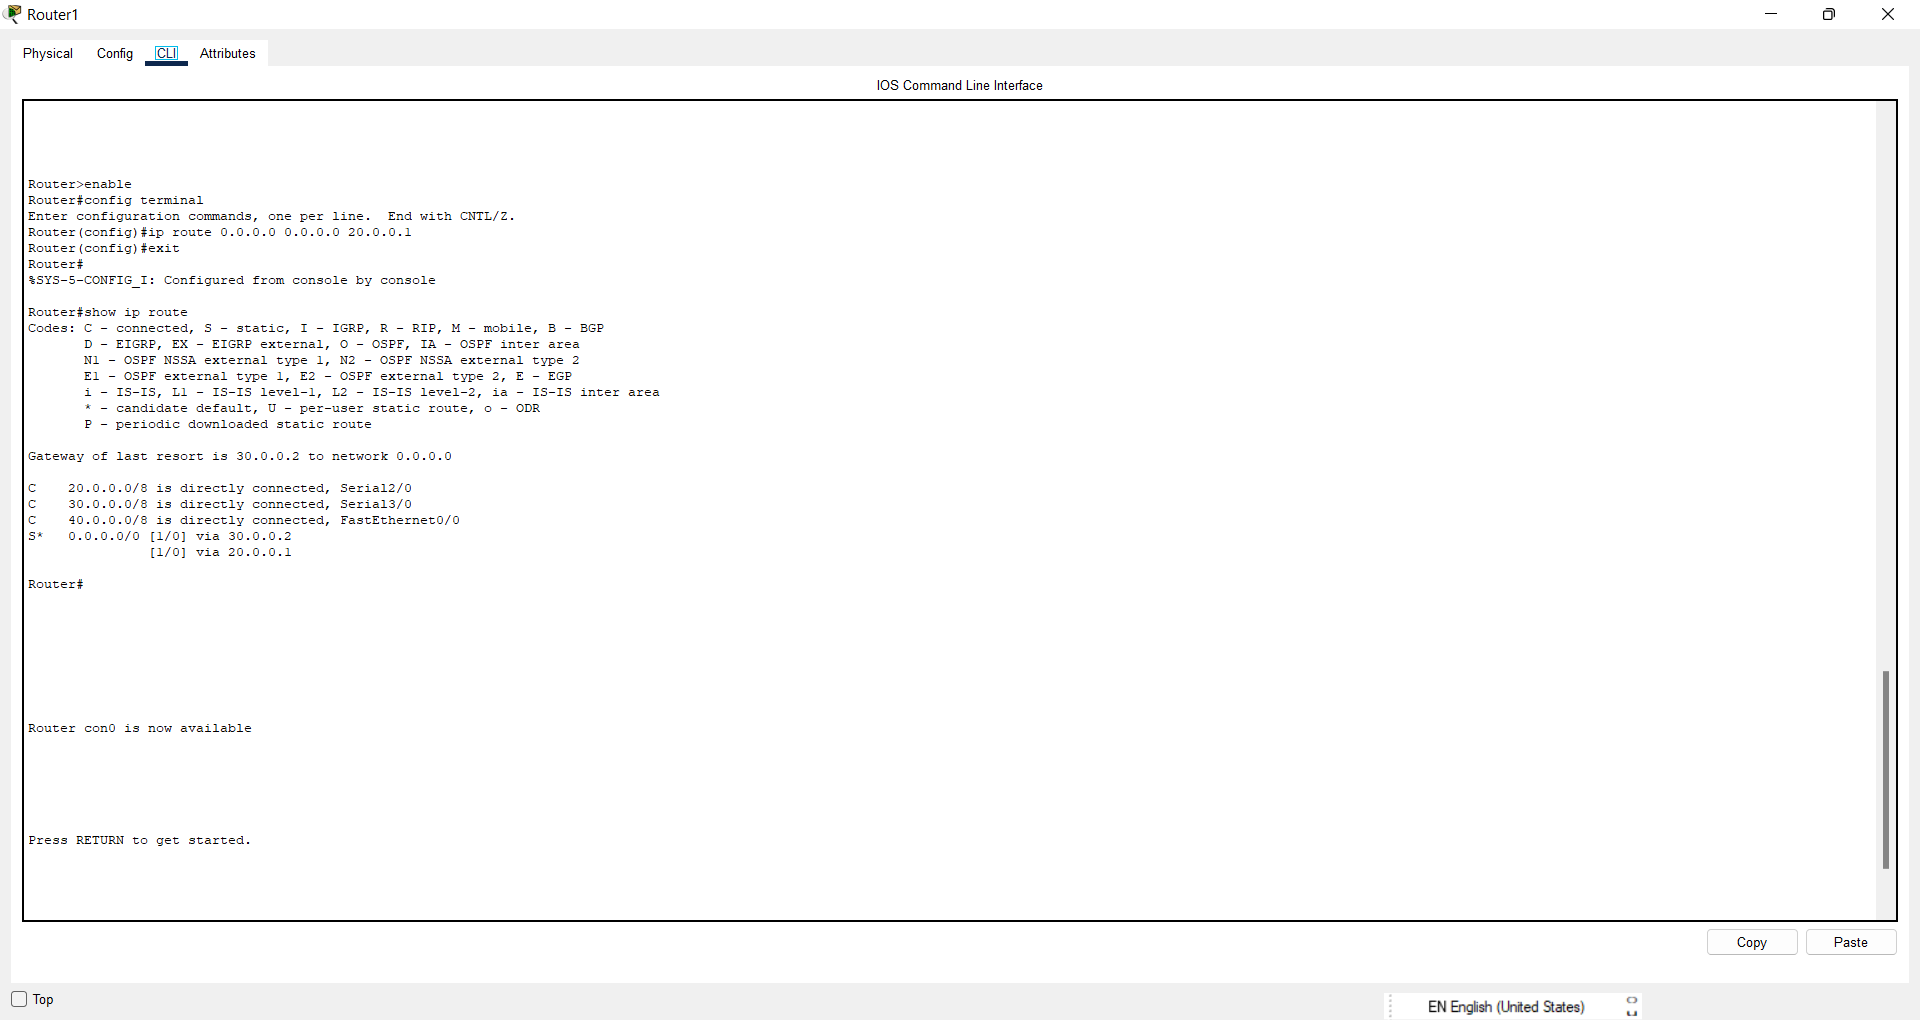 Router1
Physical Config CLI Attributes
IOS Command Line Interface
Router>enable
Router#config terminal
Enter configuration commands, one per line.  End with CNTL/Z.
Router(config)#ip route 0.0.0.0 0.0.0.0 20.0.0.1
Router(config)#exit
Router#
%SYS-5-CONFIG_I: Configured from console by console
Router#show ip route
Codes: C - connected, S - static, I - IGRP, R - RIP, M - mobile, B - BGP
       D - EIGRP, EX - EIGRP external, O - OSPF, IA - OSPF inter area
       N1 - OSPF NSSA external type 1, N2 - OSPF NSSA external type 2
       E1 - OSPF external type 1, E2 - OSPF external type 2, E - EGP
       i - IS-IS, L1 - IS-IS level-1, L2 - IS-IS level-2, ia - IS-IS inter area
       * - candidate default, U - per-user static route, o - ODR
       P - periodic downloaded static route
Gateway of last resort is 30.0.0.2 to network 0.0.0.0
C    20.0.0.0/8 is directly connected, Serial2/0
C    30.0.0.0/8 is directly connected, Serial3/0
C    40.0.0.0/8 is directly connected, FastEthernet0/0
S*   0.0.0.0/0 [1/0] via 30.0.0.2
               [1/0] via 20.0.0.1
Router#
Router con0 is now available
Press RETURN to get started.
Copy Paste
Top
EN English (United States)